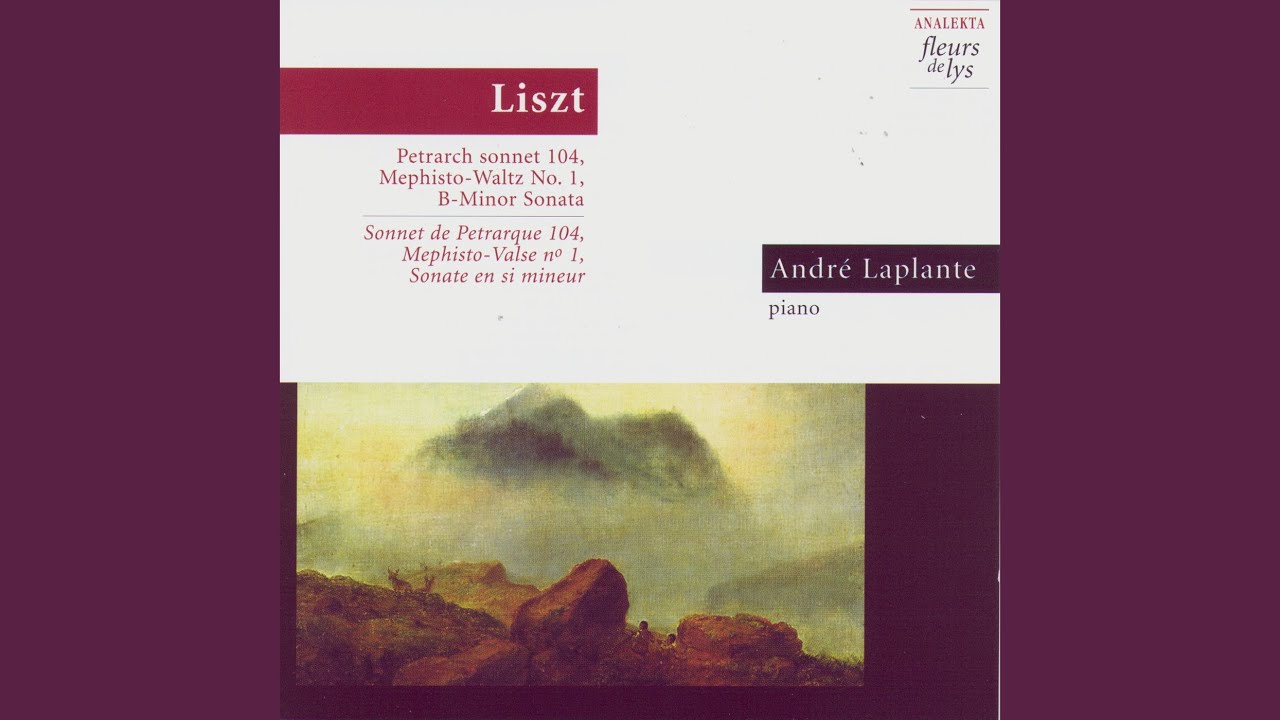 ANALEKTA
fleurs
de lys
Liszt
Petrarch sonnet 104,
Mephisto-Waltz No. 1,
B-Minor Sonata
Sonnet de Petrarque 104,
Mephisto-Valse nº 1,
Sonate en si mineur
André Laplante
piano